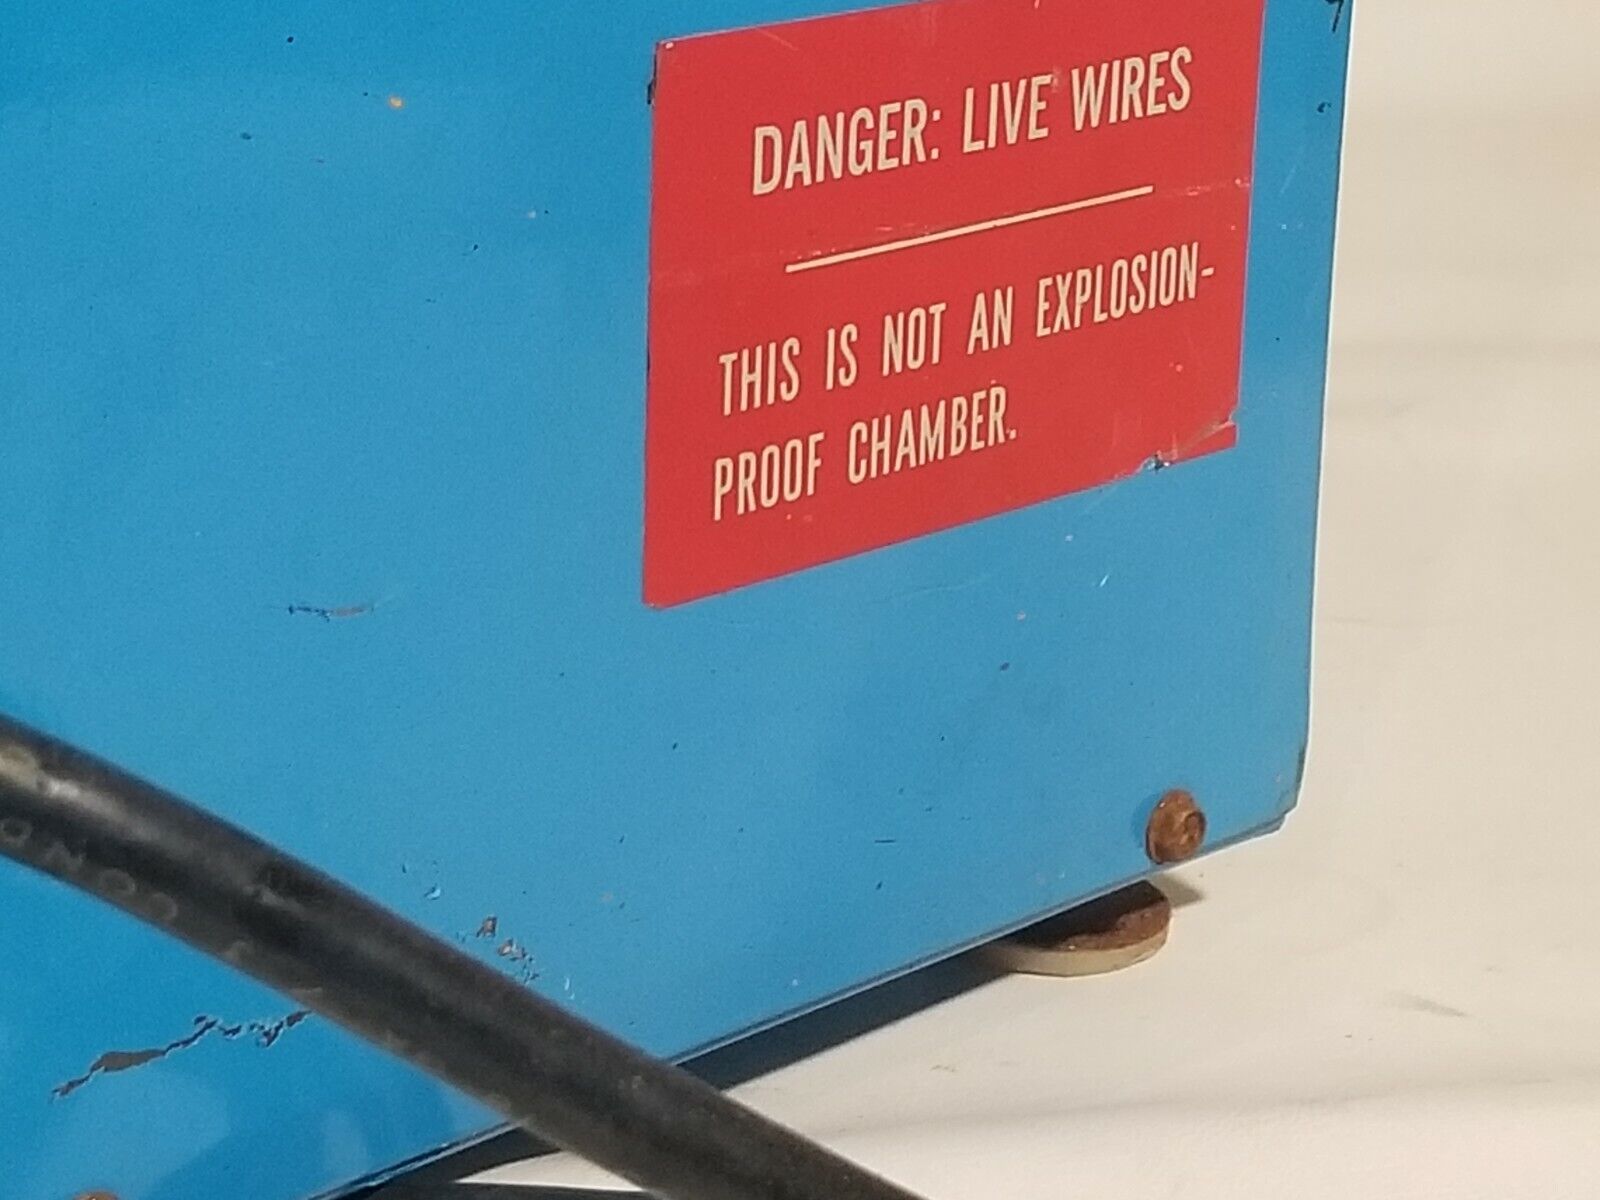 DANGER: LIVE WIRES
THIS IS NOT AN EXPLOSION-
PROOF CHAMBER.